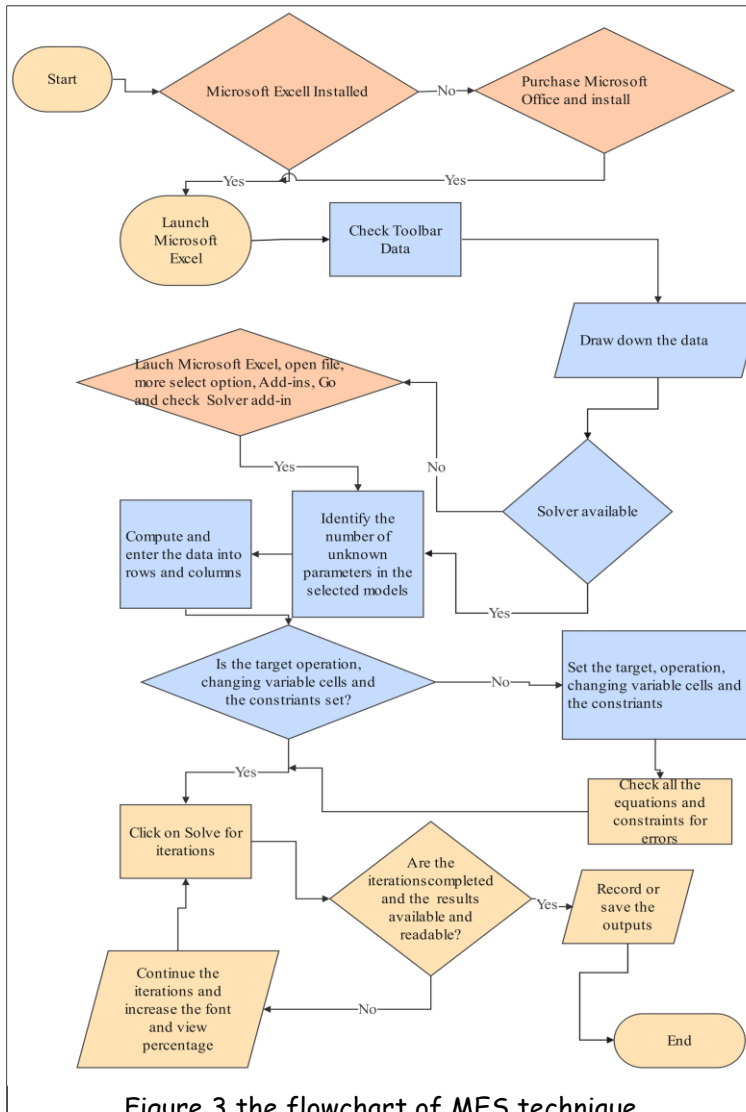 Start
Microsoft Excell Installed
No
Purchase Microsoft
Office and install
Yes
Yes
Launch
Microsoft
Excel
Check Toolbar
Data
Draw down the data
Lauch Microsoft Excel, open file,
more select option, Add-ins, Go
and check Solver add-in
No
Solver available
Yes
Yes
Identify the
number of
unknown
parameters in the
selected models
Compute and
enter the data into
rows and columns
Is the target operation,
changing variable cells and
the constriants set?
No
Set the target, operation,
changing variable cells and
the constriants
Yes
Check all the
equations and
constraints for
errors
Click on Solve for
iterations
Are the
iterationscompleted
and the results
available and
readable?
Yes
Record or
save the
outputs
No
Continue the
iterations and
increase the font
and view
percentage
End
Figure 3 the flowchart of MES technique